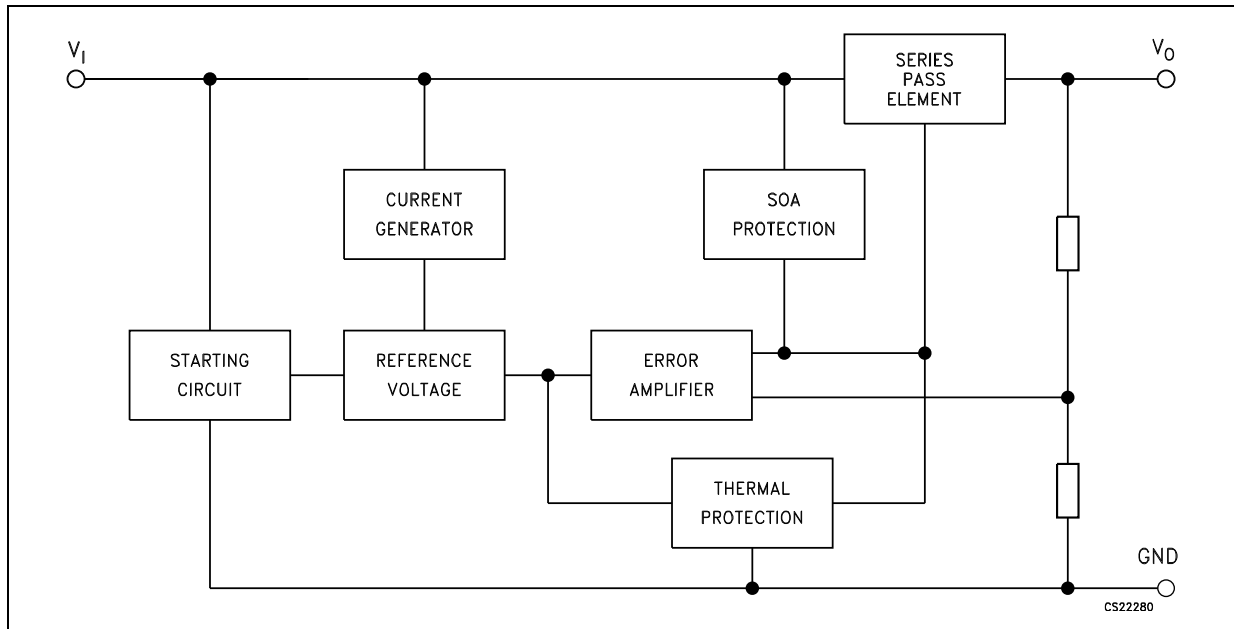 V_I
V_O
SERIES
PASS
ELEMENT
CURRENT
GENERATOR
SOA
PROTECTION
STARTING
CIRCUIT
REFERENCE
VOLTAGE
ERROR
AMPLIFIER
THERMAL
PROTECTION
GND
CS22280